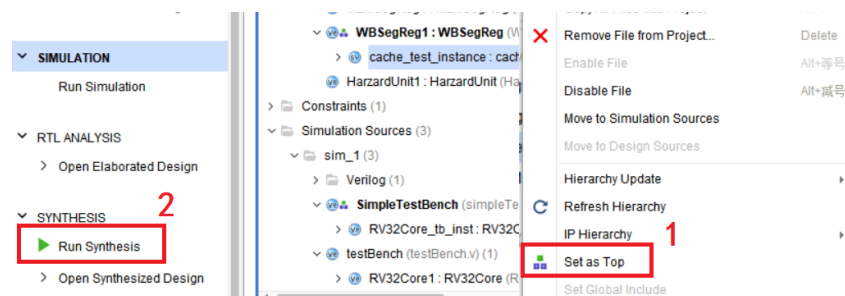 WBSegReg1 : WBSegReg
Remove File from Project... Delete
SIMULATION
cache_test_instance :
Enable File Alt+等号
Run Simulation
HarzardUnit1 : HarzardUnit (Ha
Disable File Alt+减号
Constraints (1)
Move to Simulation Sources
RTL ANALYSIS
Simulation Sources (3)
Move to Design Sources
Open Elaborated Design
sim_1 (3)
Verilog (1)
Hierarchy Update
SYNTHESIS
2
SimpleTestBench (simpleTe
Refresh Hierarchy
Run Synthesis
RV32Core_tb_inst : RV32C
IP Hierarchy
1
testBench (testBench.v) (1)
Set as Top
Open Synthesized Design
RV32Core1 : RV32Core (R
Set Global Include